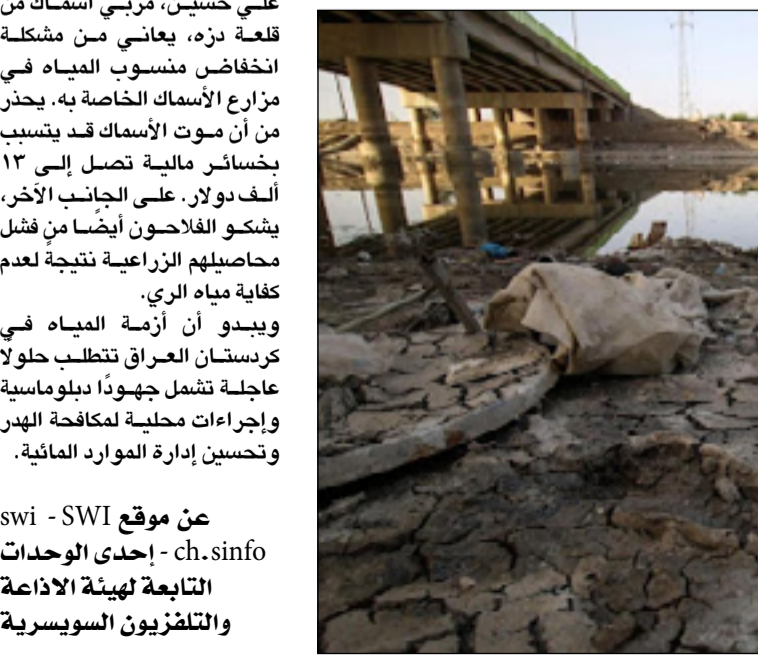 علي حسين، مربي أسماك من
قلعة دزه، يعاني من مشكلة
انخفاض منسوب المياه في
مزارع الأسماك الخاصة به. يحذر
من أن موت الأسماك قد يتسبب
بخسائر مالية تصل إلى ١٣
ألف دولار. على الجانب الآخر،
يشكو الفلاحون أيضًا من فشل
محاصيلهم الزراعية نتيجة لعدم
كفاية مياه الري.
ويبدو أن أزمة المياه في
كردستان العراق تتطلب حلولًا
عاجلة تشمل جهودًا دبلوماسية
وإجراءات محلية لمكافحة الهدر
وتحسين إدارة الموارد المائية.
عن موقع swi - SWI
ch.sinfo - إحدى الوحدات
التابعة لهيئة الاذاعة
والتلفزيون السويسرية